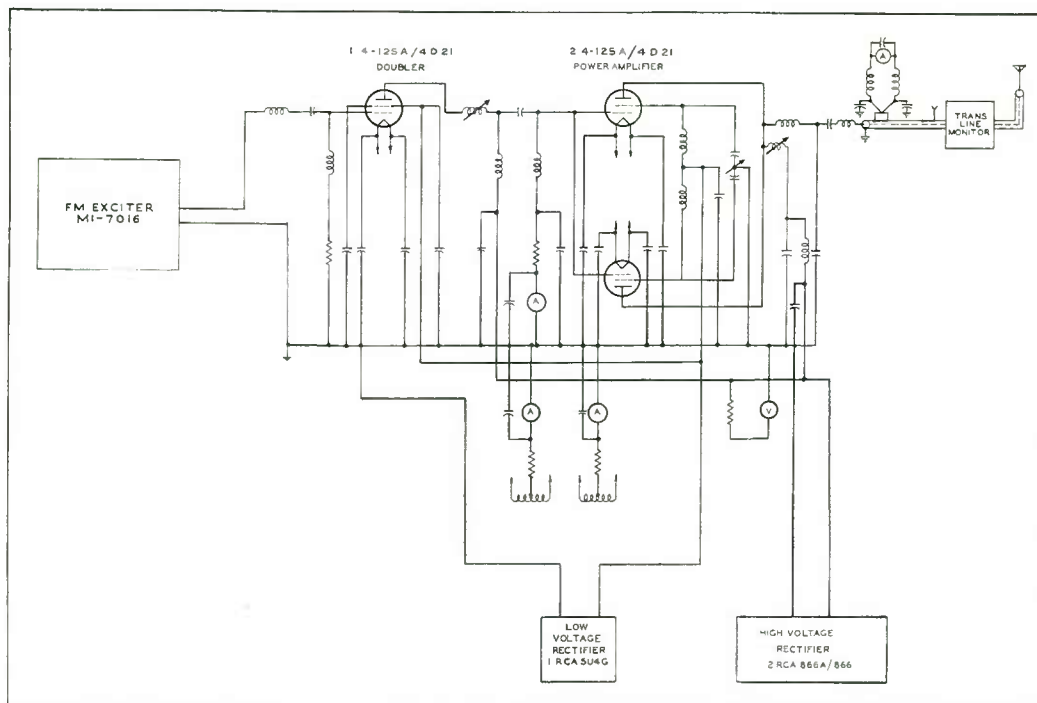 1 4-125A/4D21
DOUBLER
2 4-125A/4D21
POWER AMPLIFIER
A
TRANS
LINE
MONITOR
FM EXCITER
MI-7016
A
A
A
V
LOW
VOLTAGE
RECTIFIER
1 RCA 5U4G
HIGH VOLTAGE
RECTIFIER
2 RCA 866A/866